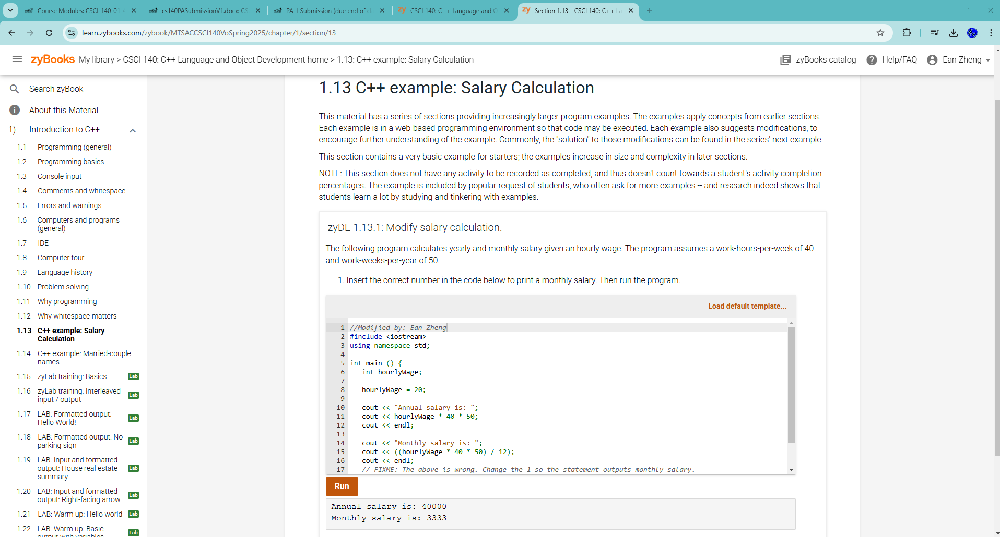 Course Modules: CSCI-140-01-
cs140PASubmissionV1.docx: CS
PA 1 Submission (due end of cl
zy CSCI 140: C++ Language and O
zy Section 1.13 - CSCI 140: C++ La
learn.zybooks.com/zybook/MTSACCSCI140VoSpring2025/chapter/1/section/13
zyBooks My library > CSCI 140: C++ Language and Object Development home > 1.13: C++ example: Salary Calculation
zyBooks catalog
Help/FAQ
Ean Zheng
Search zyBook
About this Material
1) Introduction to C++
1.1 Programming (general)
1.2 Programming basics
1.3 Console input
1.4 Comments and whitespace
1.5 Errors and warnings
1.6 Computers and programs
(general)
1.7 IDE
1.8 Computer tour
1.9 Language history
1.10 Problem solving
1.11 Why programming
1.12 Why whitespace matters
1.13 C++ example: Salary
Calculation
1.14 C++ example: Married-couple
names
1.15 zyLab training: Basics Lab
1.16 zyLab training: Interleaved
input / output Lab
1.17 LAB: Formatted output:
Hello World! Lab
1.18 LAB: Formatted output: No
parking sign Lab
1.19 LAB: Input and formatted
output: House real estate Lab
summary
1.20 LAB: Input and formatted
output: Right-facing arrow Lab
1.21 LAB: Warm up: Hello world Lab
1.22 LAB: Warm up: Basic
output with variables Lab
1.13 C++ example: Salary Calculation
This material has a series of sections providing increasingly larger program examples. The examples apply concepts from earlier sections.
Each example is in a web-based programming environment so that code may be executed. Each example also suggests modifications, to
encourage further understanding of the example. Commonly, the "solution" to those modifications can be found in the series' next example.
This section contains a very basic example for starters; the examples increase in size and complexity in later sections.
NOTE: This section does not have any activity to be recorded as completed, and thus doesn't count towards a student's activity completion
percentages. The example is included by popular request of students, who often ask for more examples -- and research indeed shows that
students learn a lot by studying and tinkering with examples.
zyDE 1.13.1: Modify salary calculation.
The following program calculates yearly and monthly salary given an hourly wage. The program assumes a work-hours-per-week of 40
and work-weeks-per-year of 50.
1. Insert the correct number in the code below to print a monthly salary. Then run the program.
Load default template...
1 //Modified by: Ean Zheng
2 #include <iostream>
3 using namespace std;
4
5 int main () {
6 int hourlyWage;
7
8 hourlyWage = 20;
9
10 cout << "Annual salary is: ";
11 cout << hourlyWage * 40 * 50;
12 cout << endl;
13
14 cout << "Monthly salary is: ";
15 cout << ((hourlyWage * 40 * 50) / 12);
16 cout << endl;
17 // FIXME: The above is wrong. Change the 1 so the statement outputs monthly salary.
Run
Annual salary is: 40000
Monthly salary is: 3333